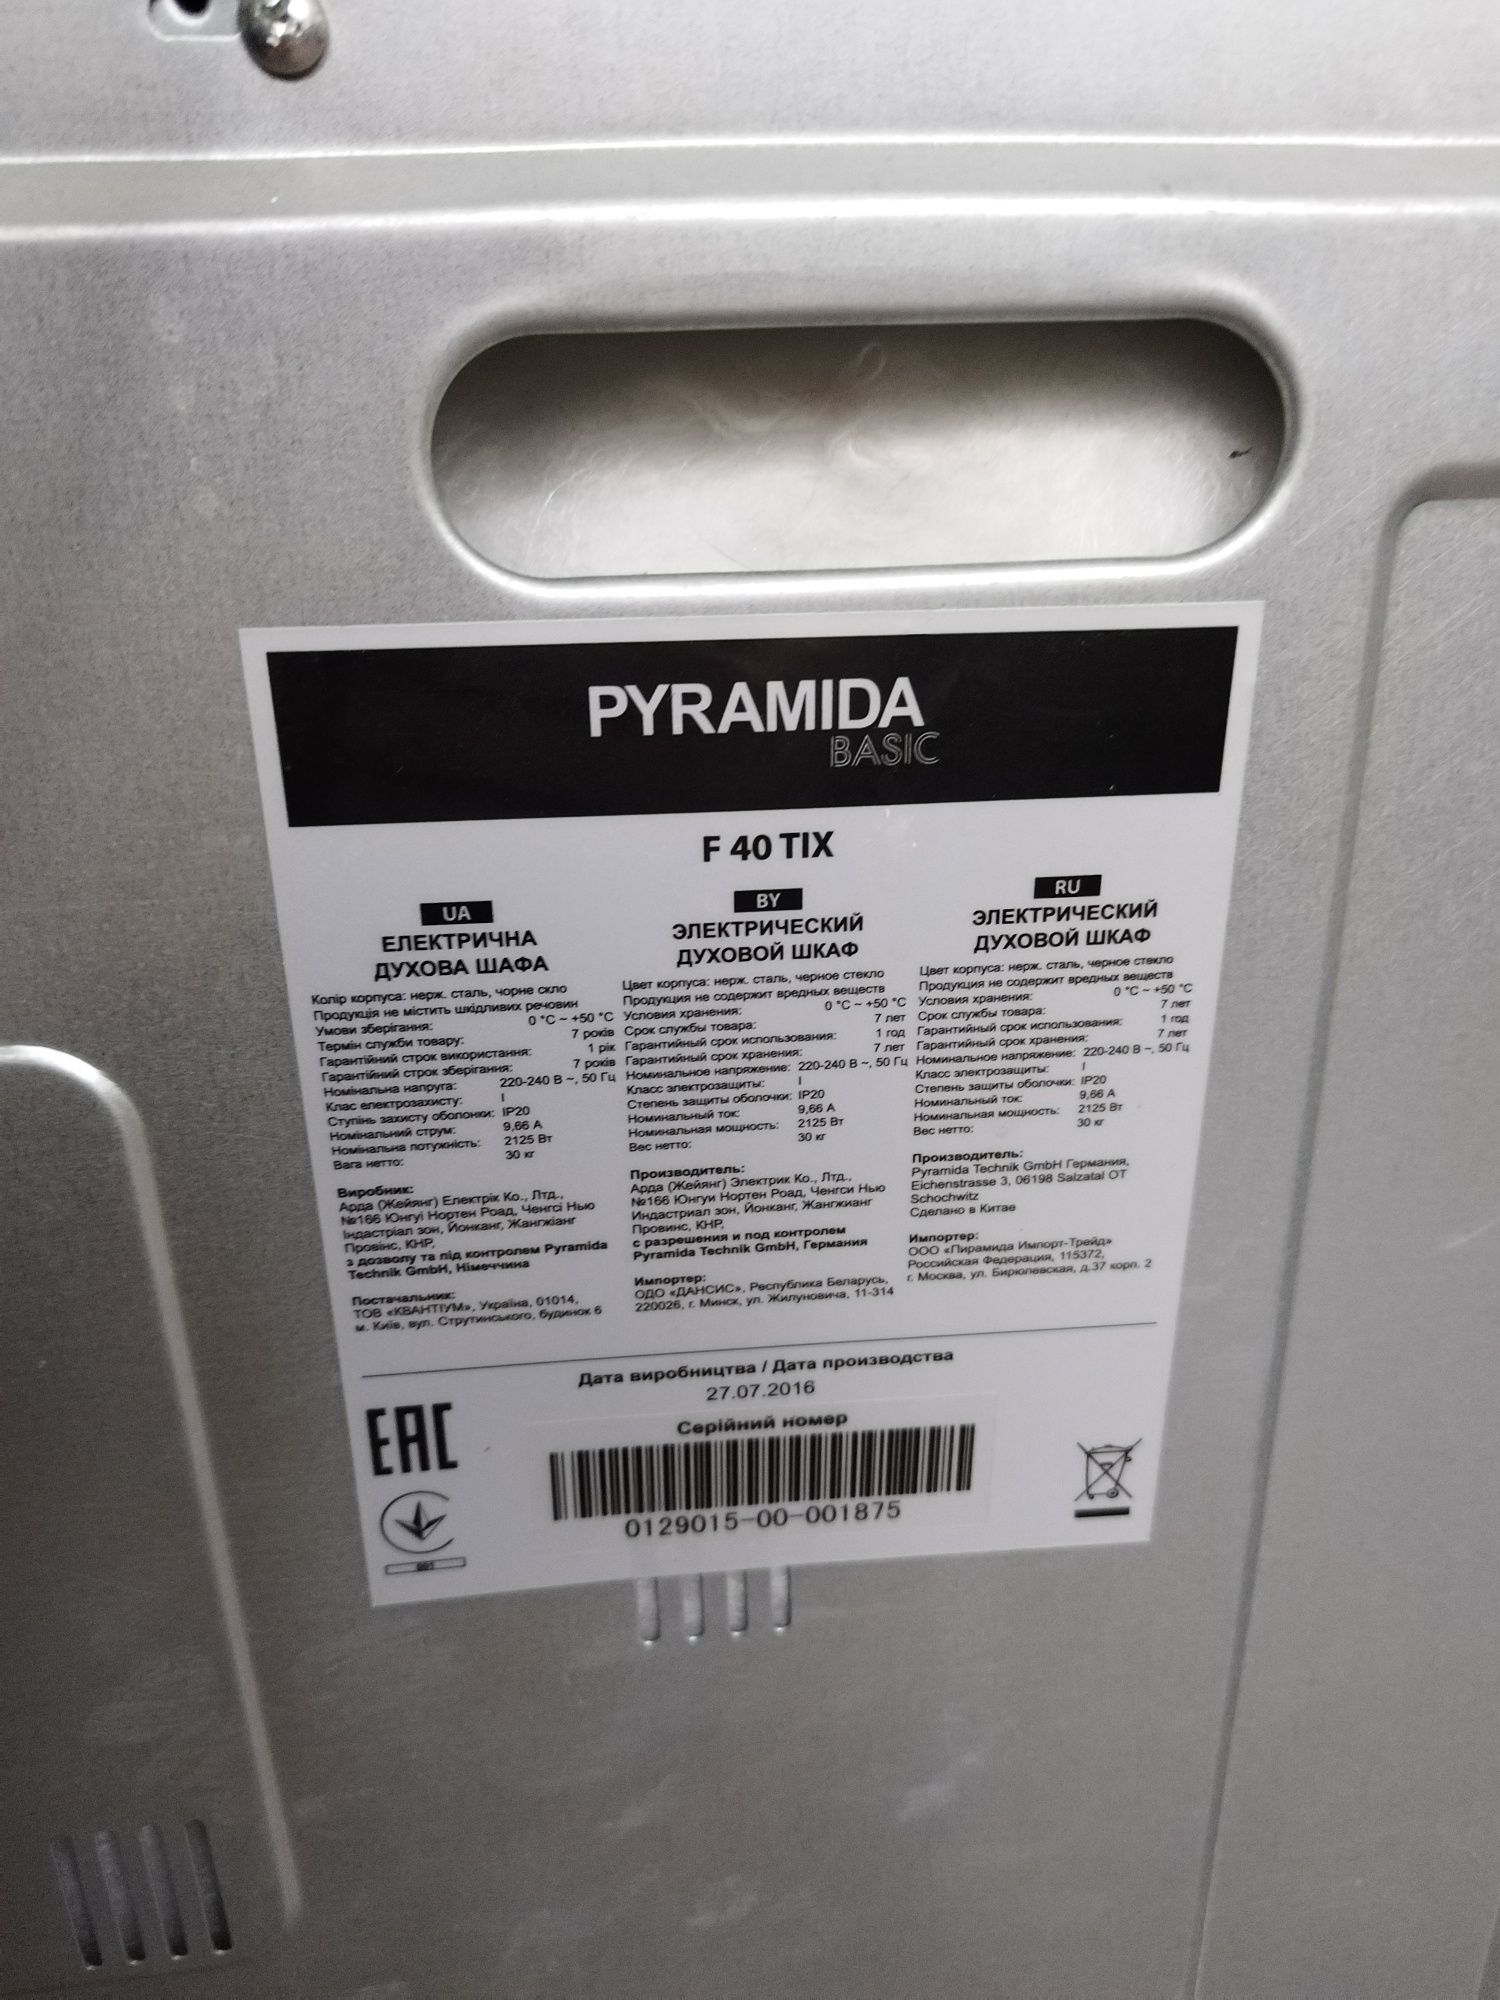 PYRAMIDA
BASIC
F 40 TIX
UA
ЕЛЕКТРИЧНА
ДУХОВА ШАФА
Колір корпуса: нерж. сталь, чорне скло
Продукція не містить шкідливих речовин
Умови зберігання: 0 °C ~ +50 °C
Термін служби товару: 7 років
Гарантійний строк використання: 1 рік
Гарантійний строк зберігання: 7 років
Номінальна напруга: 220-240 В ~, 50 Гц
Клас електрозахисту: I
Ступінь захисту оболонки: IP20
Номінальний струм: 9,66 А
Номінальна потужність: 2125 Вт
Вага нетто: 30 кг
Виробник:
Арда (Жейянг) Електрік Ко., Лтд.,
№166 Юнгуі Нортен Роад, Ченгсі Нью
Індастріал зон, Йонканг, Жангжіанг
Провінс, КНР,
з дозволу та під контролем Pyramida
Technik GmbH, Німеччина
Постачальник:
ТОВ «КВАНТІУМ», Україна, 01014,
м. Київ, вул. Струтинського, будинок 6
BY
ЭЛЕКТРИЧЕСКИЙ
ДУХОВОЙ ШКАФ
Цвет корпуса: нерж. сталь, черное стекло
Продукция не содержит вредных веществ
Условия хранения: 0 °C ~ +50 °C
Срок службы товара: 7 лет
Гарантийный срок использования: 1 год
Гарантийный срок хранения: 7 лет
Номинальное напряжение: 220-240 В ~, 50 Гц
Класс электрозащиты: I
Степень защиты оболочки: IP20
Номинальный ток: 9,66 А
Номинальная мощность: 2125 Вт
Вес нетто: 30 кг
Производитель:
Арда (Жейянг) Электрик Ко., Лтд.,
№166 Юнгуи Нортен Роад, Ченгси Нью
Индастриал зон, Йонканг, Жангжианг
Провинс, КНР,
с разрешения и под контролем
Pyramida Technik GmbH, Германия
Импортер:
ОДО «ДАНСИС», Республика Беларусь,
220026, г. Минск, ул. Жилуновича, 11-314
RU
ЭЛЕКТРИЧЕСКИЙ
ДУХОВОЙ ШКАФ
Цвет корпуса: нерж. сталь, черное стекло
Продукция не содержит вредных веществ
Условия хранения: 0 °C ~ +50 °C
Срок службы товара: 7 лет
Гарантийный срок использования: 1 год
Гарантийный срок хранения: 7 лет
Номинальное напряжение: 220-240 В ~, 50 Гц
Класс электрозащиты: I
Степень защиты оболочки: IP20
Номинальный ток: 9,66 А
Номинальная мощность: 2125 Вт
Вес нетто: 30 кг
Производитель:
Pyramida Technik GmbH Германия,
Eichenstrasse 3, 06198 Salzatal OT
Schochwitz
Сделано в Китае
Импортер:
ООО «Пирамида Импорт-Трейд»
Российская Федерация, 115372,
г. Москва, ул. Бирюлевская, д.37 корп. 2
Дата виробництва / Дата производства
27.07.2016
Серійний номер
0129015-00-001875
EAC